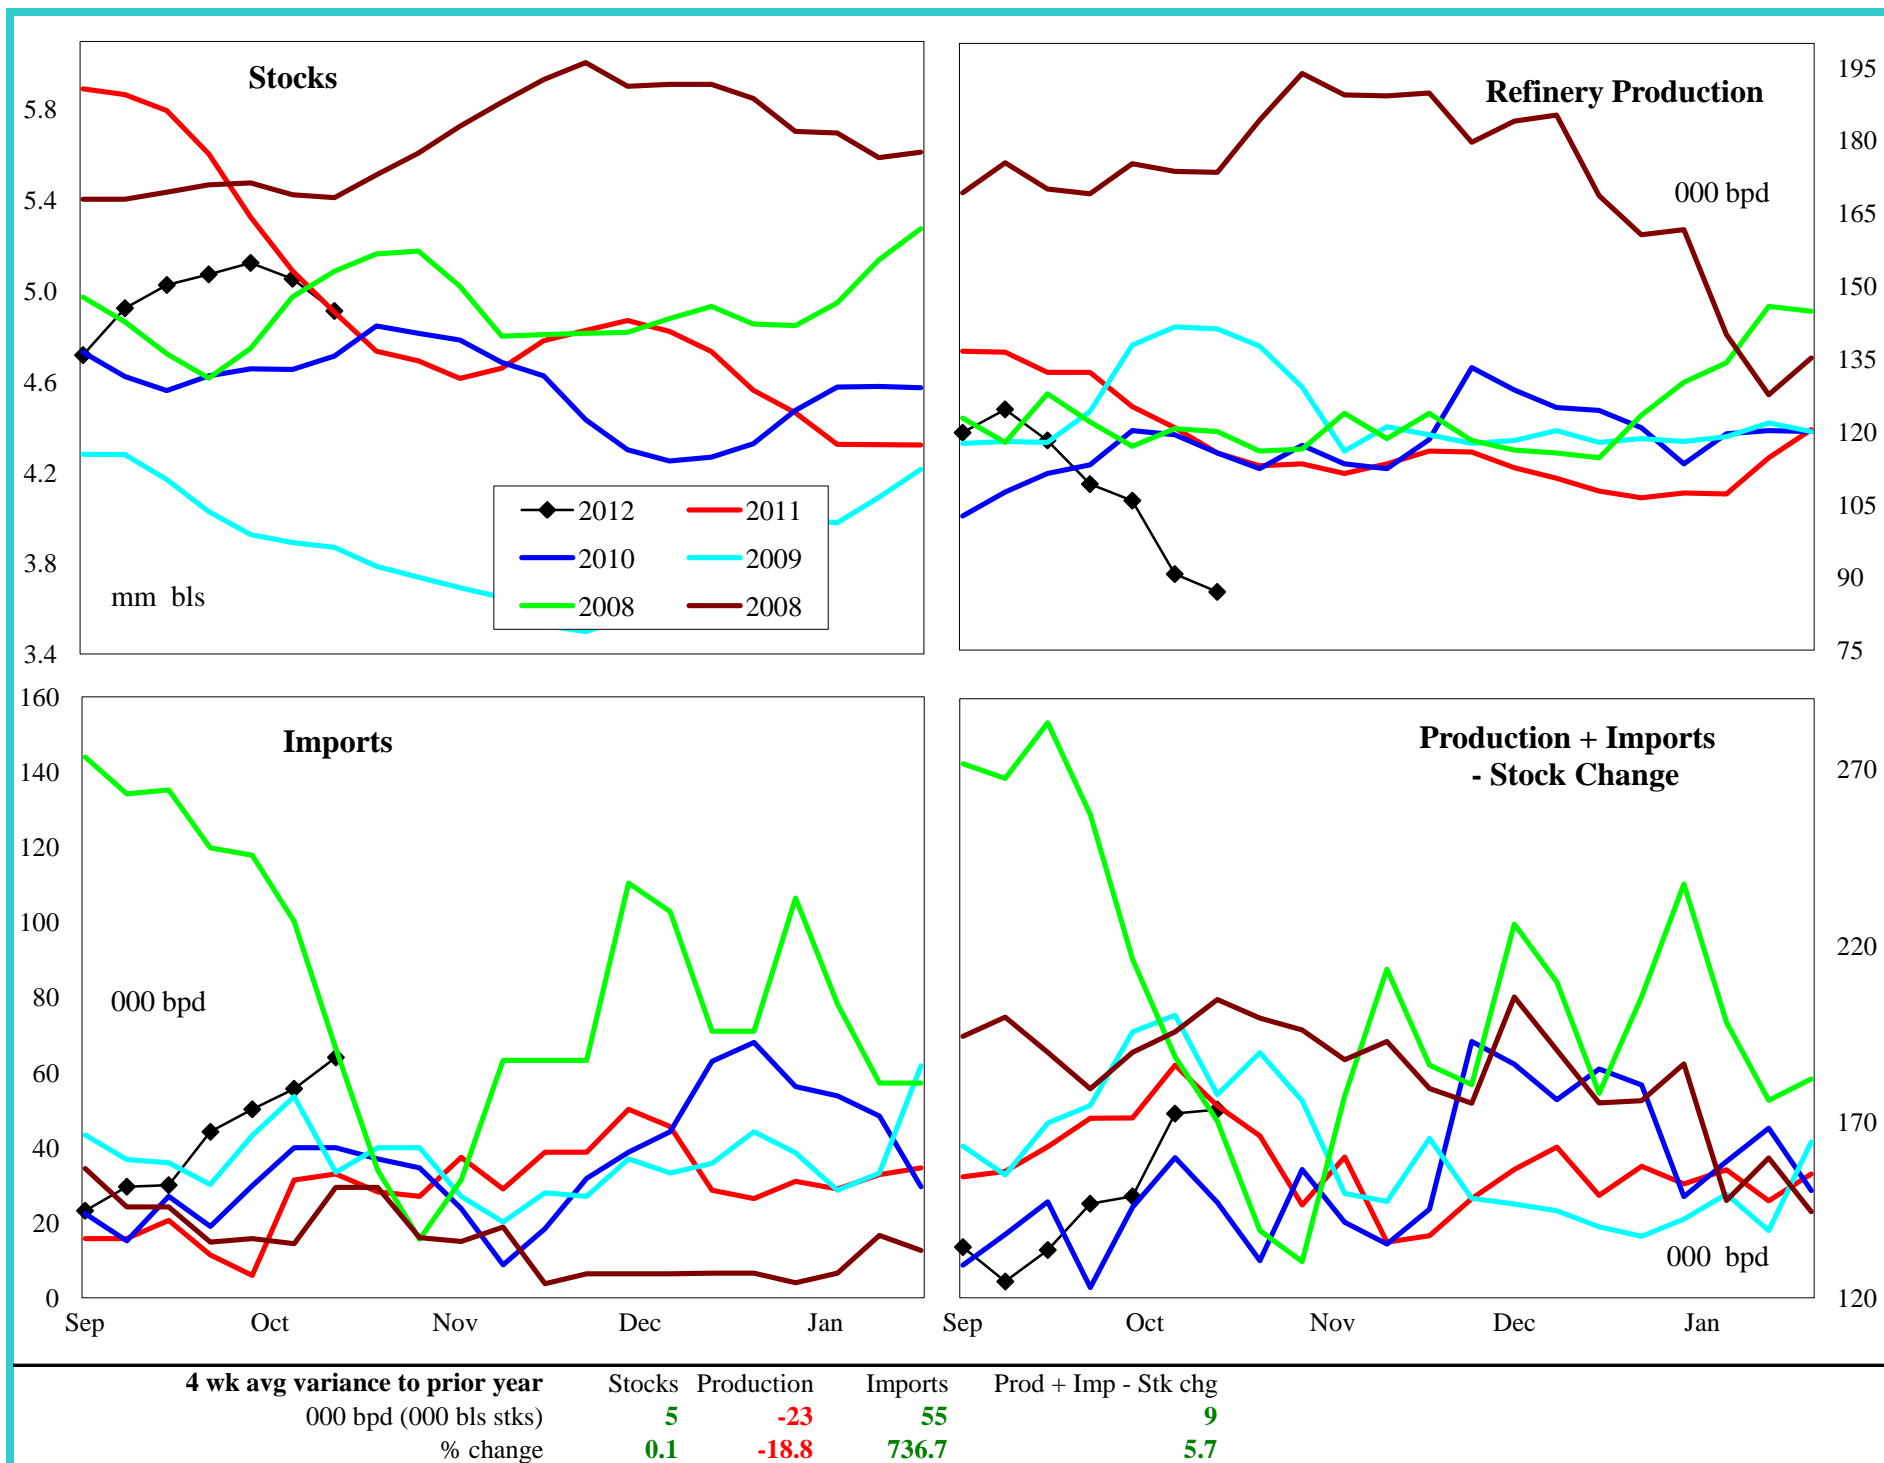 Stocks
5.8
5.4
5.0
4.6
4.2
3.8
3.4
mm bls
2012 2011
2010 2009
2008 2008
Refinery Production
000 bpd
195
180
165
150
135
120
105
90
75
Imports
160
140
120
100
80
60
40
20
0
000 bpd
Sep Oct Nov Dec Jan
Production + Imports
- Stock Change
270
220
170
120
000 bpd
Sep Oct Nov Dec Jan
4 wk avg variance to prior year Stocks Production Imports Prod + Imp - Stk chg
000 bpd (000 bls stks) 5 -23 55 9
% change 0.1 -18.8 736.7 5.7